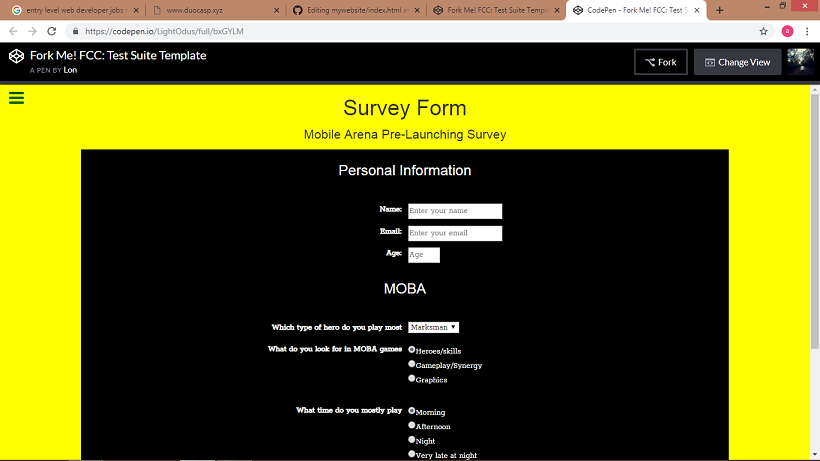 entry level web developer jobs
www.duocasp.xyz
Editing mywebsite/index.html at
Fork Me! FCC: Test Suite Templ
CodePen - Fork Me! FCC: Test S
a
https://codepen.io/LightOdus/full/bxGYLM
Fork Me! FCC: Test Suite Template
A PEN BY Lon
Fork
Change View
Survey Form
Mobile Arena Pre-Launching Survey
Personal Information
Name: Enter your name
Email: Enter your email
Age: Age
MOBA
Which type of hero do you play most Marksman
What do you look for in MOBA games Heroes/skills
Gameplay/Synergy
Graphics
What time do you mostly play Morning
Afternoon
Night
Very late at night